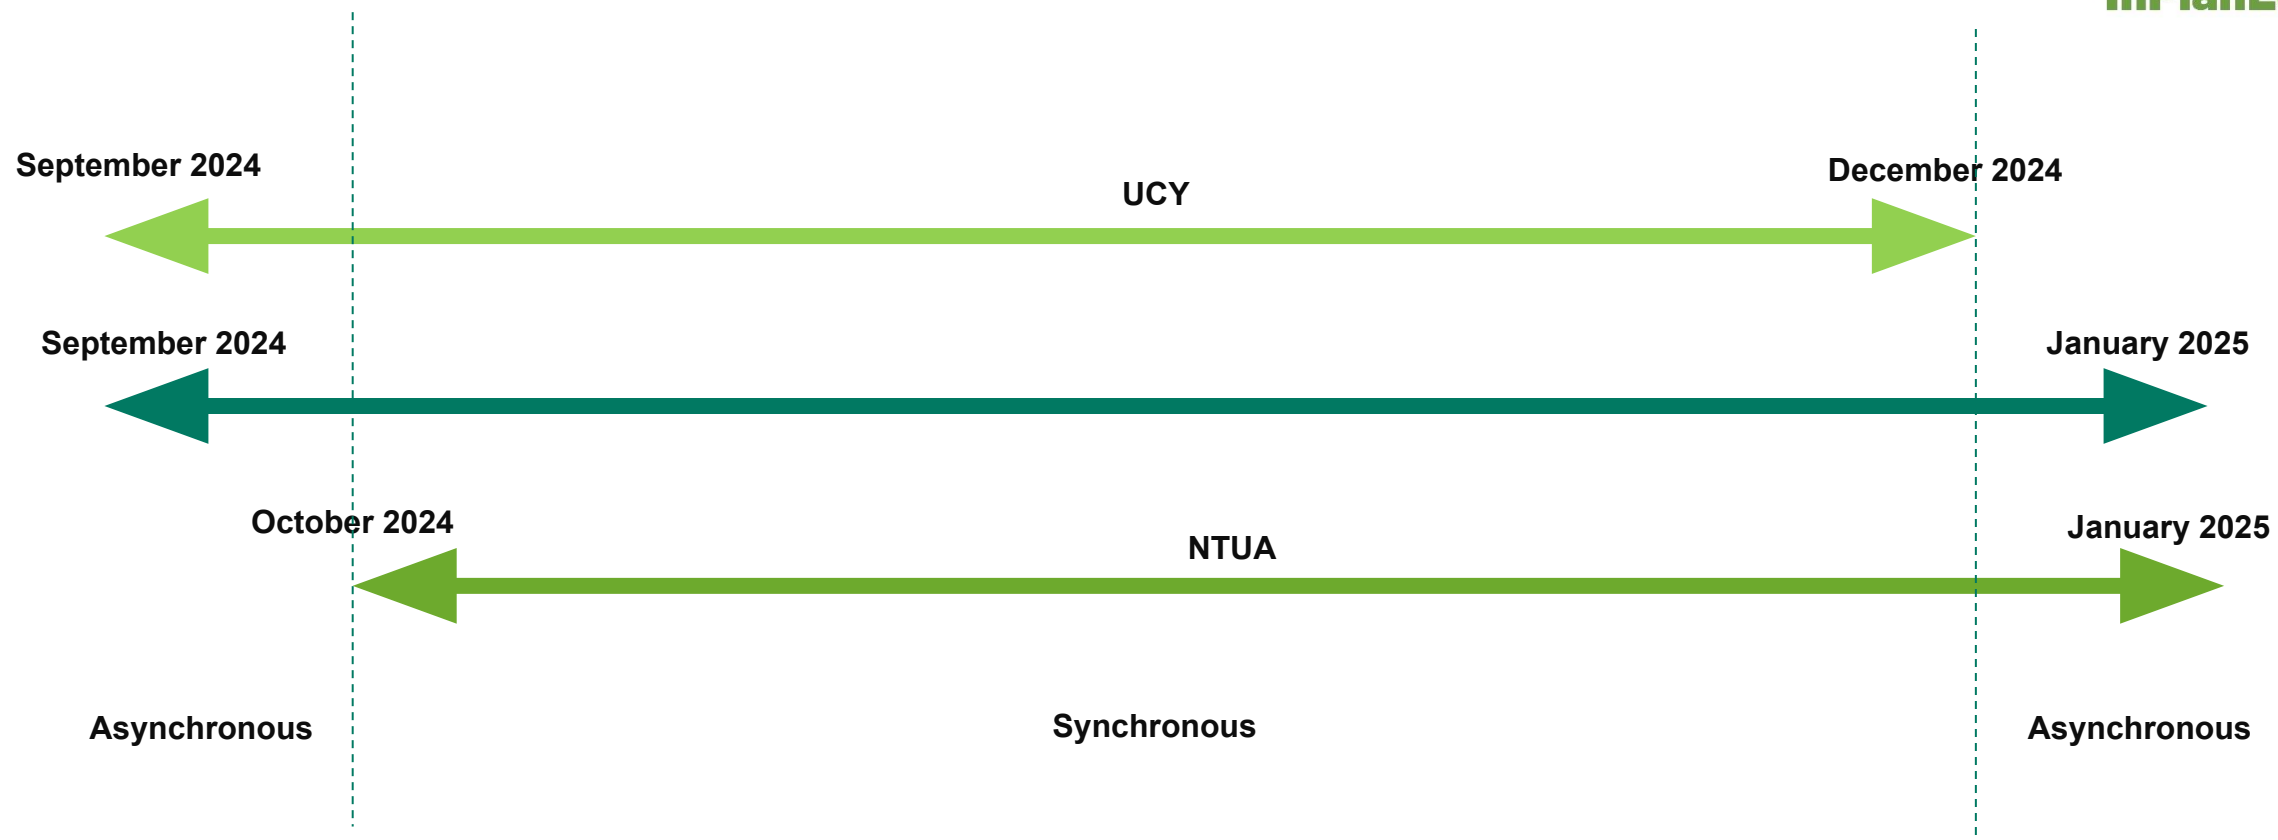 September 2024
December 2024
UCY
September 2024
January 2025
October 2024
January 2025
NTUA
Asynchronous
Synchronous
Asynchronous